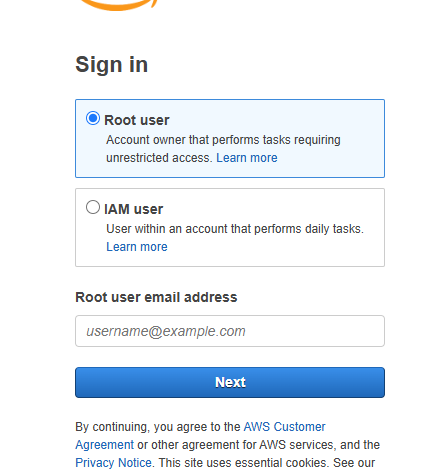 Sign in
Root user
Account owner that performs tasks requiring
unrestricted access. Learn more
IAM user
User within an account that performs daily tasks.
Learn more
Root user email address
username@example.com
Next
By continuing, you agree to the AWS Customer
Agreement or other agreement for AWS services, and the
Privacy Notice. This site uses essential cookies. See our